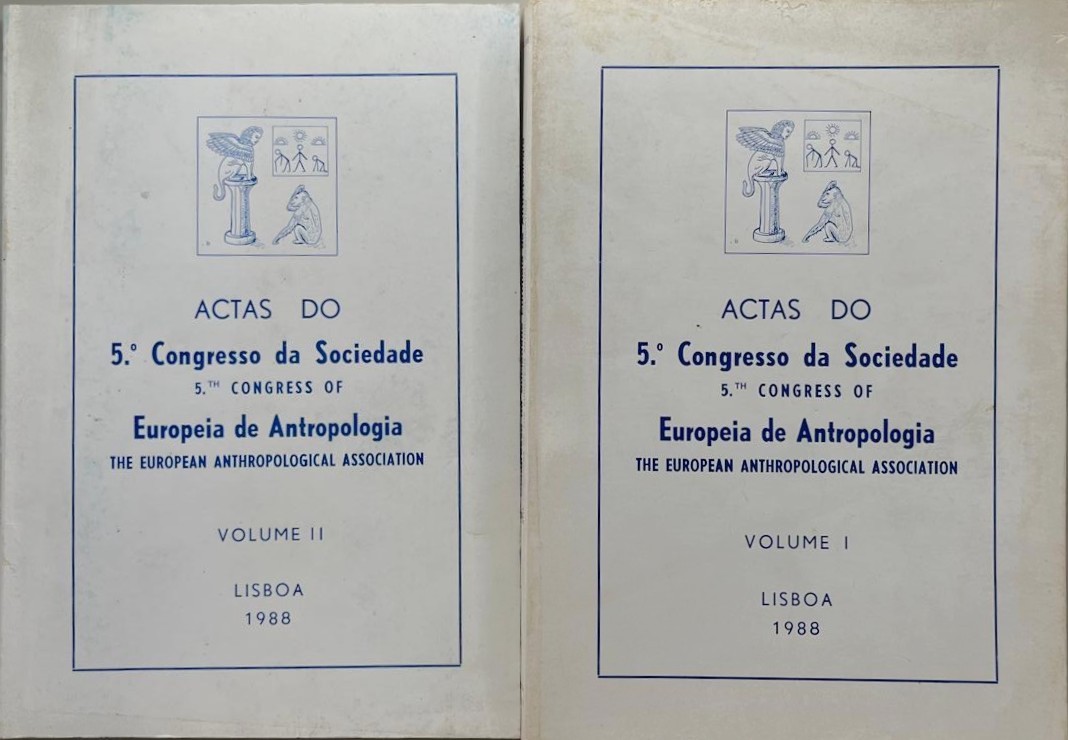 ACTAS DO
5.º Congresso da Sociedade
5.TH CONGRESS OF
Europeia de Antropologia
THE EUROPEAN ANTHROPOLOGICAL ASSOCIATION
VOLUME II
LISBOA
1988
ACTAS DO
5.º Congresso da Sociedade
5.TH CONGRESS OF
Europeia de Antropologia
THE EUROPEAN ANTHROPOLOGICAL ASSOCIATION
VOLUME I
LISBOA
1988